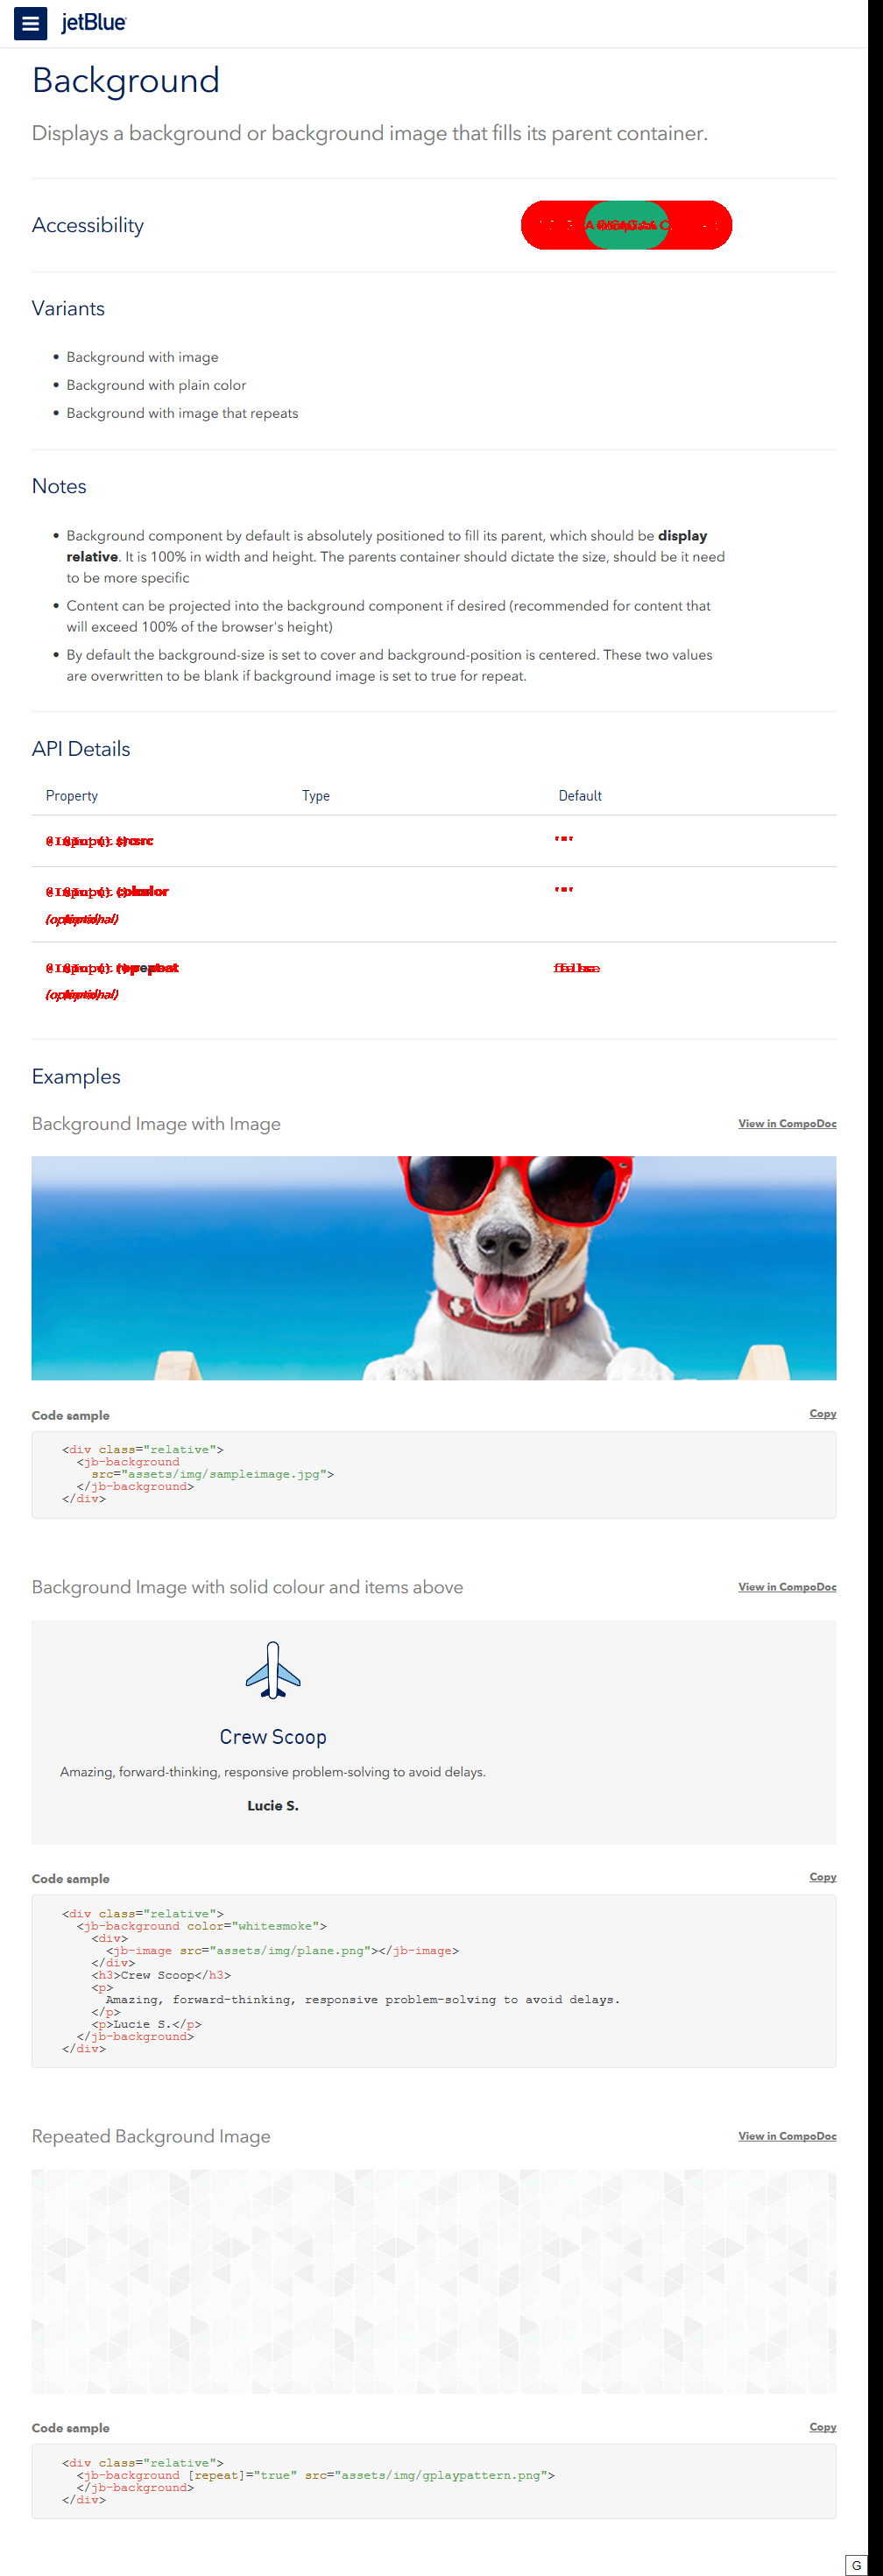 jetBlue
Background
Displays a background or background image that fills its parent container.
Accessibility
Variants
• Background with image
• Background with plain color
• Background with image that repeats
Notes
• Background component by default is absolutely positioned to fill its parent, which should be display
relative. It is 100% in width and height. The parents container should dictate the size, should be it need
to be more specific
• Content can be projected into the background component if desired (recommended for content that
will exceed 100% of the browser's height)
• By default the background-size is set to cover and background-position is centered. These two values
are overwritten to be blank if background image is set to true for repeat.
API Details
Property Type Default
Examples
Background Image with Image View in CompoDoc
Code sample Copy
<div class="relative">
<jb-background
src="assets/img/sampleimage.jpg">
</jb-background>
</div>
Background Image with solid colour and items above View in CompoDoc
Crew Scoop
Amazing, forward-thinking, responsive problem-solving to avoid delays.
Lucie S.
Code sample Copy
<div class="relative">
<jb-background color="whitesmoke">
<div>
<jb-image src="assets/img/plane.png"></jb-image>
</div>
<h3>Crew Scoop</h3>
<p>
Amazing, forward-thinking, responsive problem-solving to avoid delays.
</p>
<p>Lucie S.</p>
</jb-background>
</div>
Repeated Background Image View in CompoDoc
Code sample Copy
<div class="relative">
<jb-background [repeat]="true" src="assets/img/gplaypattern.png">
</jb-background>
</div>
G